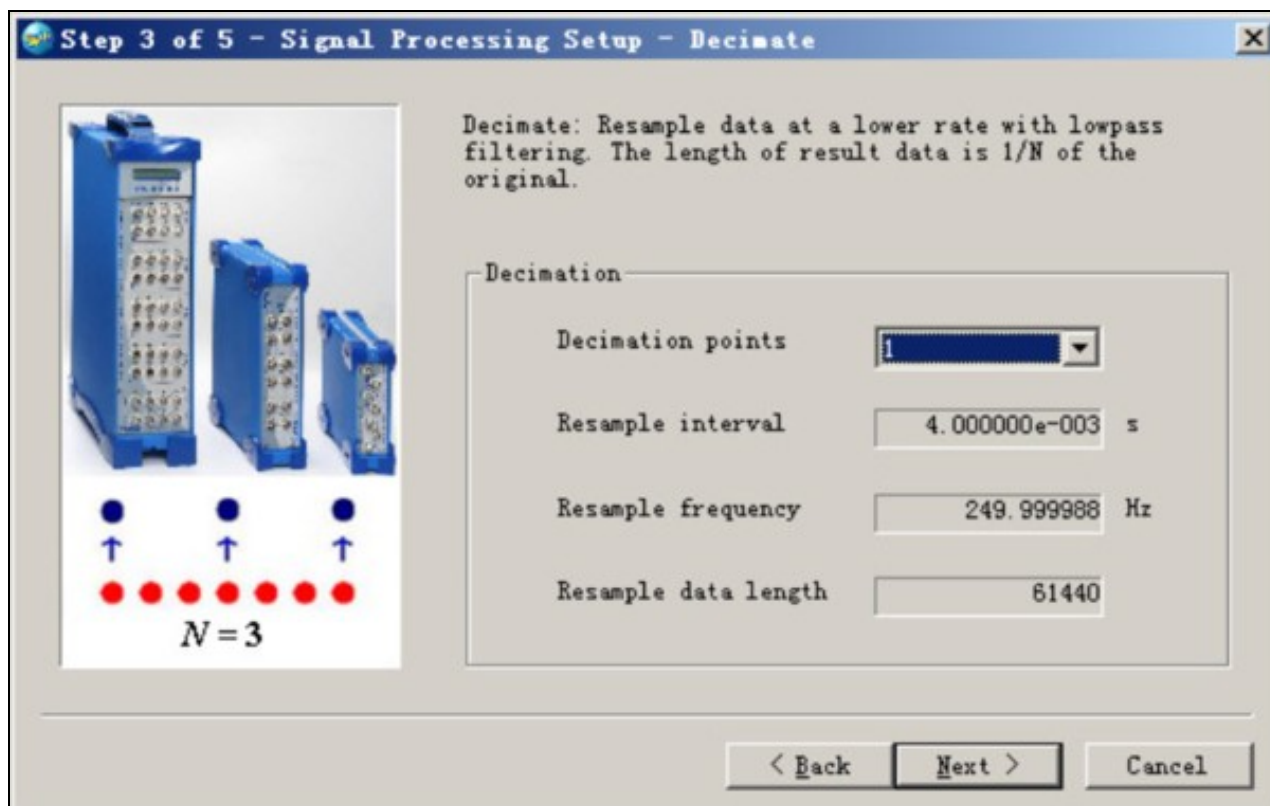 Step 3 of 5 - Signal Processing Setup - Decimate
Decimate: Resample data at a lower rate with lowpass
filtering. The length of result data is 1/N of the
original.
Decimation
Decimation points
1
Resample interval
4.000000e-003 s
Resample frequency
249.999988 Hz
Resample data length
61440
N = 3
< Back
Next >
Cancel